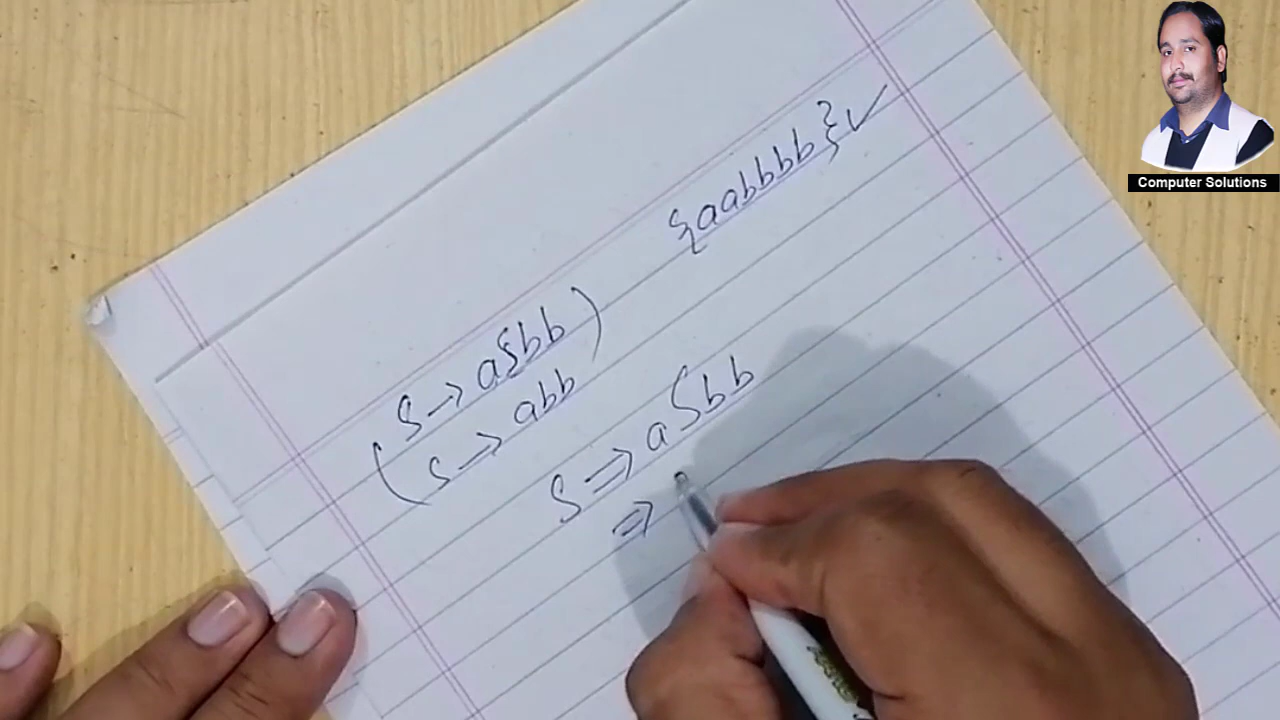 {aabbbb}✓
S → aSbb)
(S → abb
S ⇒ aSbb
⇒
Computer Solutions